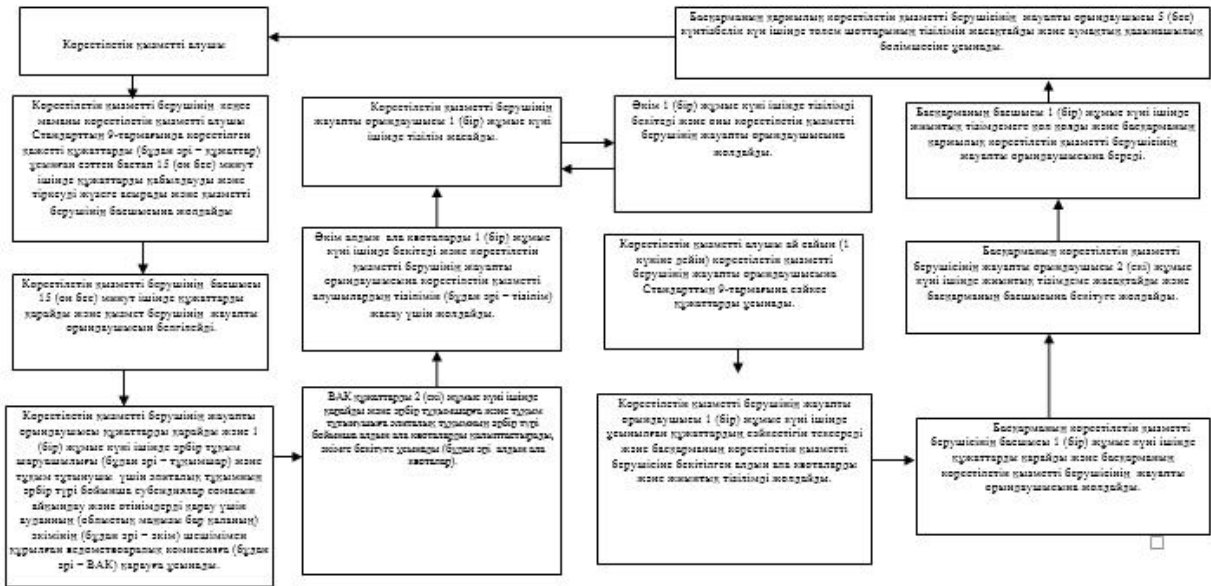 Көрсетілетін қызметті алушы
Көрсетілетін қызметті берушінің кеңсе
маманы көрсетілетін қызметті алушы
Стандарттың 9-тармағында көрсетілген
қажетті құжаттарды (бұдан әрі – құжаттар)
ұсынған сәттен бастап 15 (он бес) минут
ішінде құжаттарды қабылдауды және
тіркеуді жүзеге асырады және қызметті
берушінің басшысына жолдайды
Көрсетілетін қызметті берушінің басшысы
15 (он бес) минут ішінде құжаттарды
қарайды және қызмет берушінің жауапты
орындаушысын белгілейді.
Көрсетілетін қызметті берушінің жауапты
орындаушысы құжаттарды қарайды және 1
(бір) жұмыс күні ішінде әрбір тұқым
шаруашылығы (бұдан әрі – тұқымшар) және
тұқым тұтынушы үшін элиталық тұқымның
әрбір түрі бойынша субсидиялар сомасын
айқындау және өтінімдерді қарау үшін
ауданның (облыстық маңызы бар қаланың)
әкімінің (бұдан әрі – әкім) шешімімен
құрылған ведомствоаралық комиссияға (бұдан
әрі – ВАК) қарауға ұсынады.
ВАК құжаттарды 2 (екі) жұмыс күні ішінде
қарайды және әрбір тұқымшарға және тұқым
тұтынушыға элиталық тұқымның әрбір түрі
бойынша алдын ала квоталарды қалыптастырады,
әкімге бекітуге ұсынады (бұдан әрі алдын ала
квоталар).
Әкім алдын ала квоталарды 1 (бір) жұмыс
күні ішінде бекітеді және көрсетілетін
қызметті берушінің жауапты
орындаушысына көрсетілетін қызметті
алушылардың тізілімін (бұдан әрі – тізілім)
жасау үшін жолдайды.
Көрсетілетін қызметті берушінің
жауапты орындаушысы 1 (бір) жұмыс күні
ішінде тізілім жасайды.
Әкім 1 (бір) жұмыс күні ішінде тізілімді
бекітеді және оны көрсетілетін қызметті
берушінің жауапты орындаушысына
жолдайды.
Көрсетілетін қызметті алушы ай сайын (1
күніне дейін) көрсетілетін қызметті
берушінің жауапты орындаушысына
Стандарттың 9-тармағына сәйкес
құжаттарды ұсынады.
Көрсетілетін қызметті берушінің жауапты
орындаушысы 1 (бір) жұмыс күні ішінде
ұсынылған құжаттардың сәйкестігін тексереді
және басқарманың көрсетілетін қызметті
берушісіне бекітілген алдын ала квоталарды
және жиынтық тізілімді жолдайды.
Басқарманың көрсетілетін қызметті
берушісінің басшысы 1 (бір) жұмыс күні ішінде
құжаттарды қарайды және басқарманың
көрсетілетін қызметті берушісінің жауапты
орындаушысына жолдайды.
Басқарманың көрсетілетін қызметті
берушісінің жауапты орындаушысы 2 (екі) жұмыс
күні ішінде жиынтық тізімдеме жасақтайды және
басқарманың басшысына бекітуге жолдайды.
Басқарманың басшысы 1 (бір) жұмыс күні ішінде
жиынтық тізімдемеге қол қояды және басқарманың
қаржылық көрсетілетін қызметті берушісінің жауапты
орындаушысына береді.
Басқарманың қаржылық көрсетілетін қызметті берушісінің жауапты орындаушысы 5 (бес)
күнтізбелік күн ішінде төлем шоттарының тізілімін жасақтайды және аумақтық қазынашылық
бөлімшесіне ұсынады.